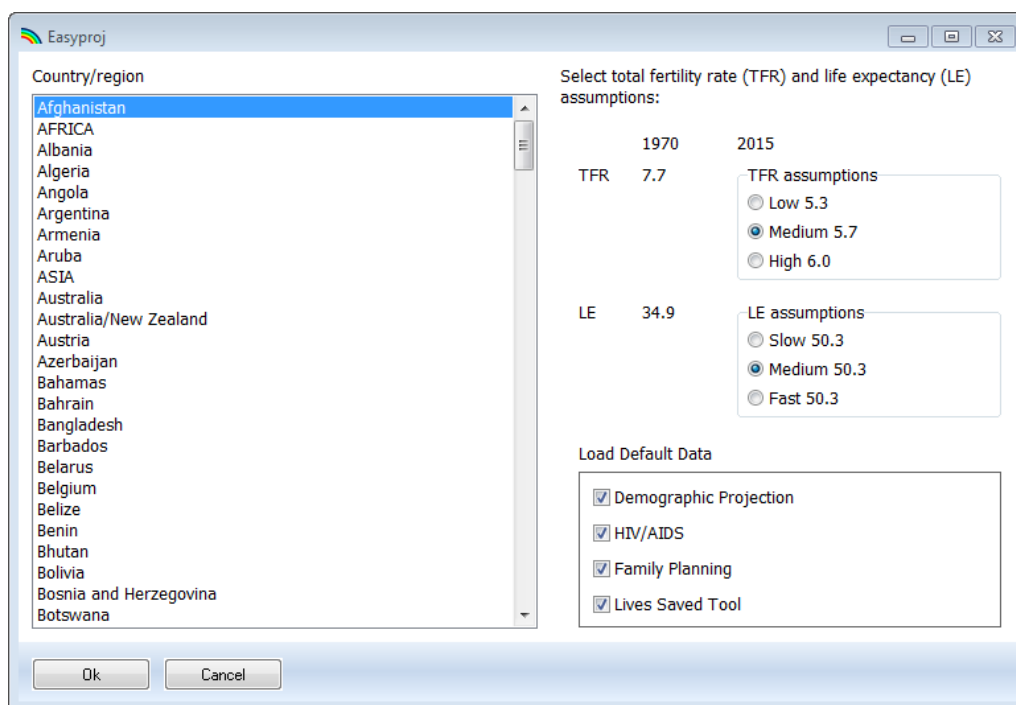 Easyproj
Country/region
Afghanistan
AFRICA
Albania
Algeria
Angola
Argentina
Armenia
Aruba
ASIA
Australia
Australia/New Zealand
Austria
Azerbaijan
Bahamas
Bahrain
Bangladesh
Barbados
Belarus
Belgium
Belize
Benin
Bhutan
Bolivia
Bosnia and Herzegovina
Botswana
Select total fertility rate (TFR) and life expectancy (LE)
assumptions:
1970 2015
TFR 7.7 TFR assumptions
Low 5.3
Medium 5.7
High 6.0
LE 34.9 LE assumptions
Slow 50.3
Medium 50.3
Fast 50.3
Load Default Data
Demographic Projection
HIV/AIDS
Family Planning
Lives Saved Tool
Ok Cancel